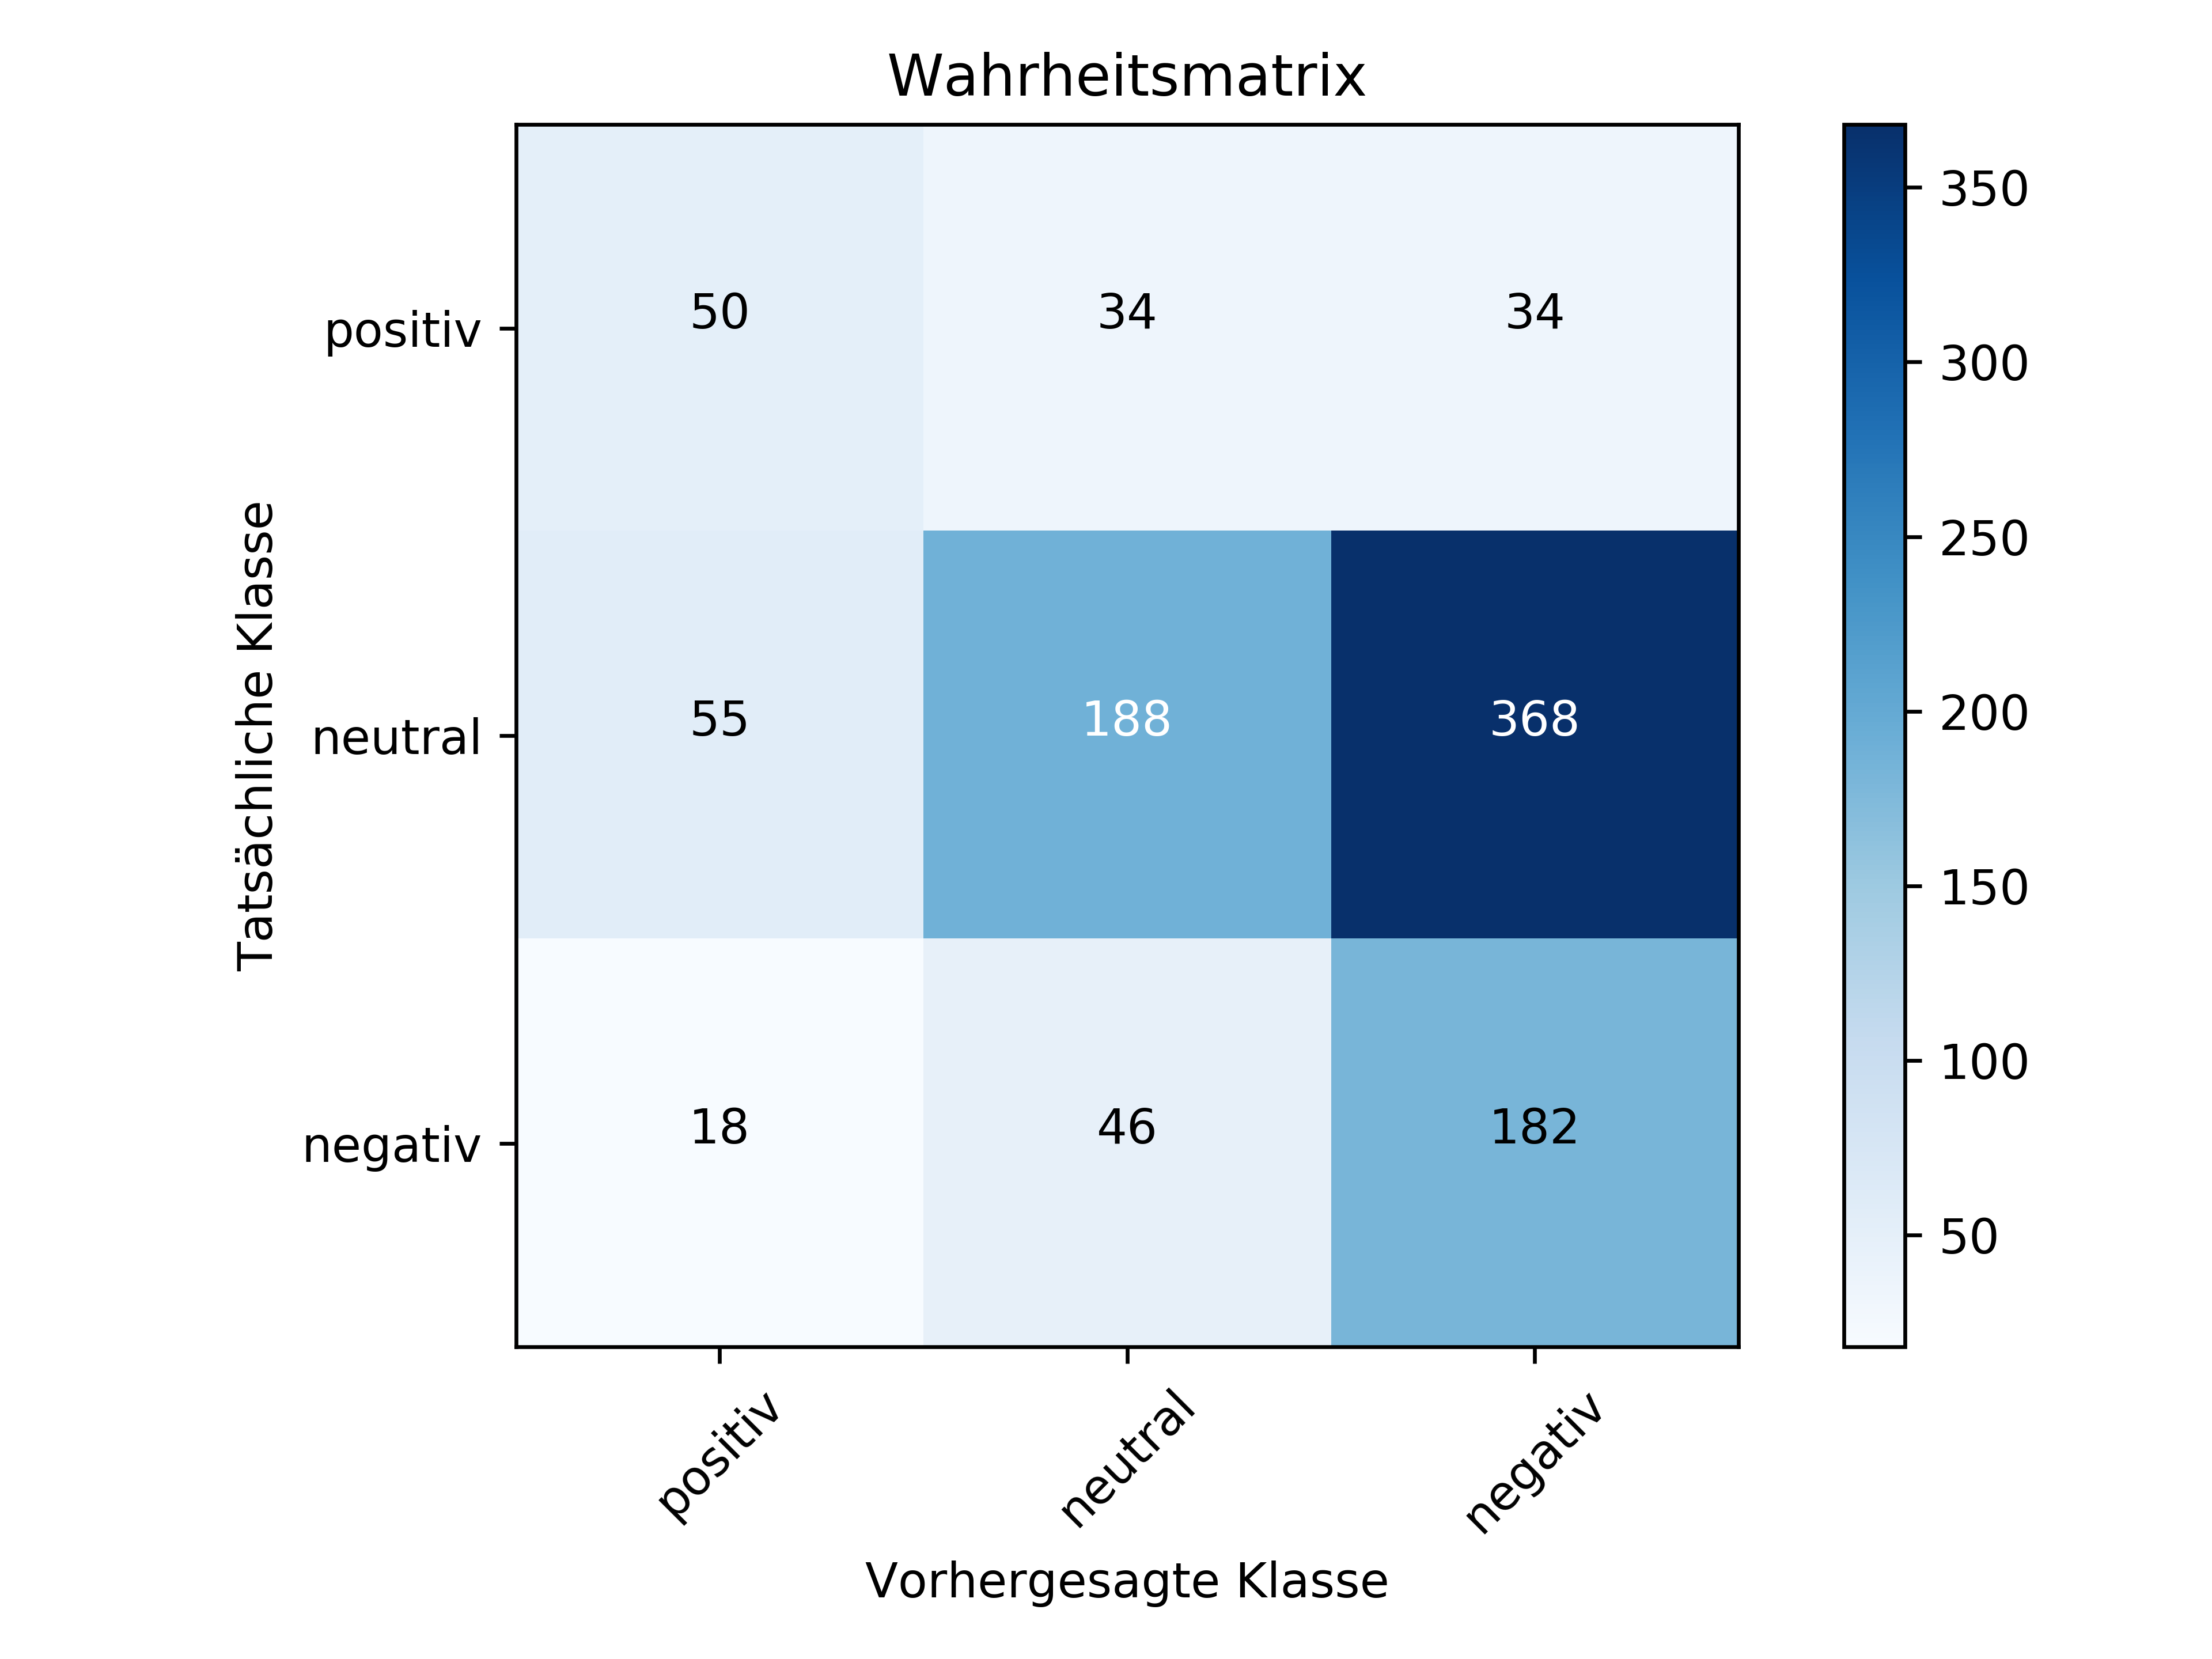 Wahrheitsmatrix
Tatsächliche Klasse
positiv
50 34 34
neutral
55 188 368
negativ
18 46 182
positiv neutral negativ
Vorhergesagte Klasse
350
300
250
200
150
100
50